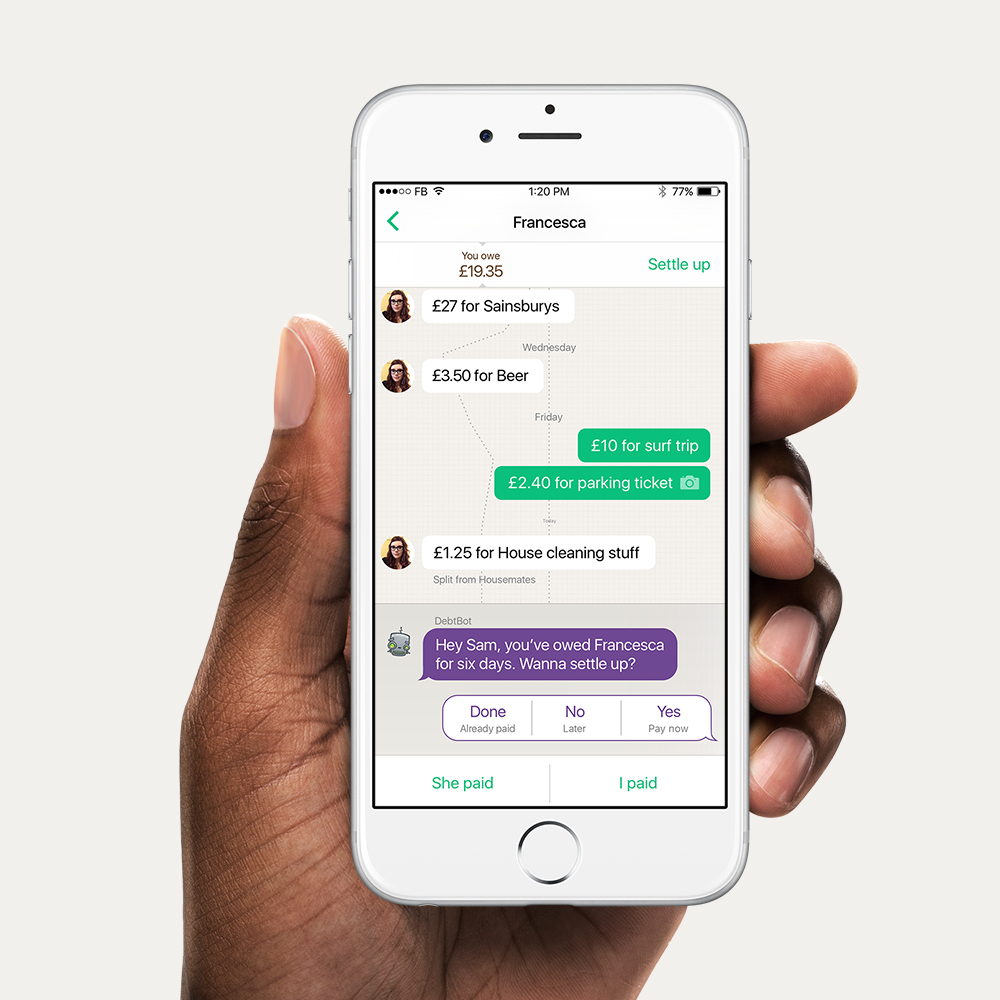 FB
1:20 PM
77%
Francesca
You owe
£19.35
Settle up
£27 for Sainsburys
Wednesday
£3.50 for Beer
Friday
£10 for surf trip
£2.40 for parking ticket
Today
£1.25 for House cleaning stuff
Split from Housemates
DebtBot
Hey Sam, you’ve owed Francesca
for six days. Wanna settle up?
Done
Already paid
No
Later
Yes
Pay now
She paid
I paid